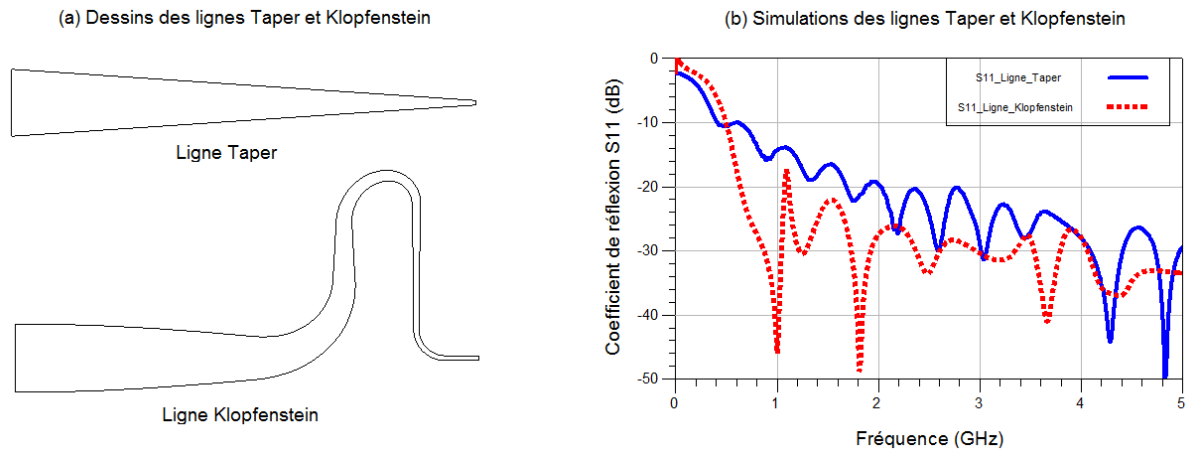 (a) Dessins des lignes Taper et Klopfenstein
Ligne Taper
Ligne Klopfenstein
(b) Simulations des lignes Taper et Klopfenstein
S11_Ligne_Taper
S11_Ligne_Klopfenstein
Coefficient de réflexion S11 (dB)
0
-10
-20
-30
-40
-50
0
1
2
3
4
5
Fréquence (GHz)